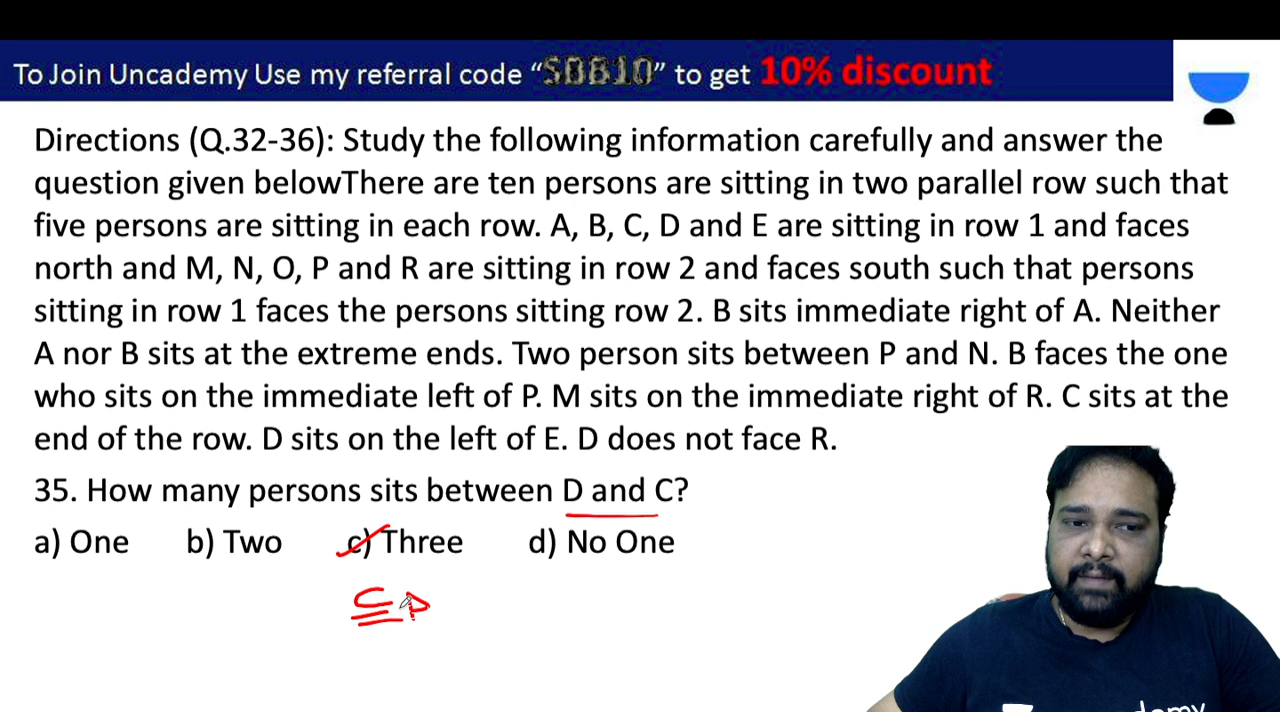 To Join Uncademy Use my referral code “SBB10” to get 10% discount
Directions (Q.32-36): Study the following information carefully and answer the
question given belowThere are ten persons are sitting in two parallel row such that
five persons are sitting in each row. A, B, C, D and E are sitting in row 1 and faces
north and M, N, O, P and R are sitting in row 2 and faces south such that persons
sitting in row 1 faces the persons sitting row 2. B sits immediate right of A. Neither
A nor B sits at the extreme ends. Two person sits between P and N. B faces the one
who sits on the immediate left of P. M sits on the immediate right of R. C sits at the
end of the row. D sits on the left of E. D does not face R.
35. How many persons sits between D and C?
a) One b) Two c) Three d) No One
C